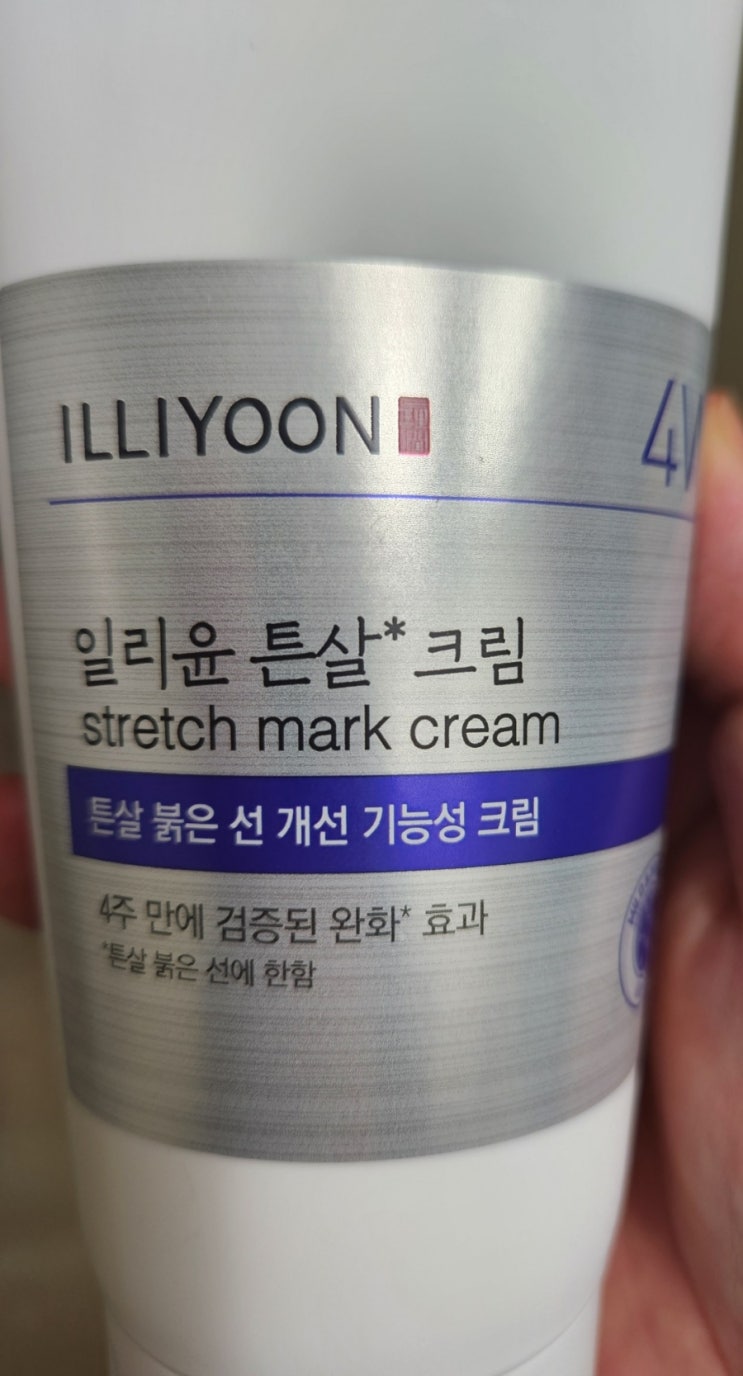 ILLIYOON
일리윤 튼살* 크림
stretch mark cream
튼살 붉은 선 개선 기능성 크림
4주 만에 검증된 완화* 효과
*튼살 붉은 선에 한함